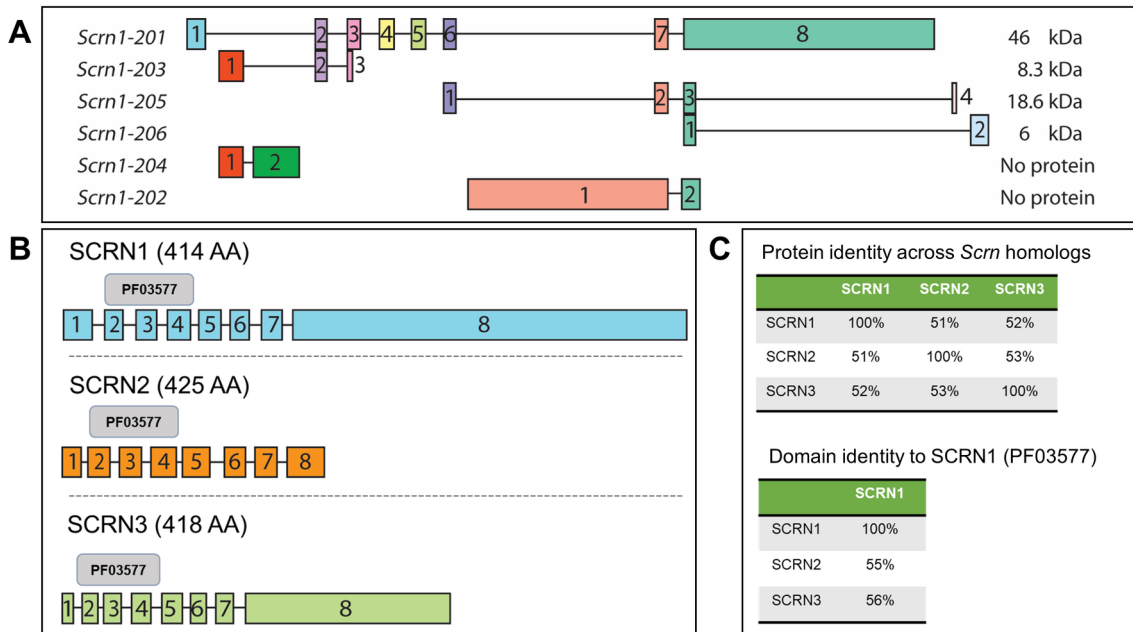 A
Scrn1-201 1 2 3 4 5 6 7 8 46 kDa
Scrn1-203 1 2 3 8.3 kDa
Scrn1-205 1 2 3 4 18.6 kDa
Scrn1-206 1 2 6 kDa
Scrn1-204 1 2 No protein
Scrn1-202 1 2 No protein
B
SCRN1 (414 AA)
PF03577
1 2 3 4 5 6 7 8
SCRN2 (425 AA)
PF03577
1 2 3 4 5 6 7 8
SCRN3 (418 AA)
PF03577
1 2 3 4 5 6 7 8
C
Protein identity across Scrn homologs
SCRN1 SCRN2 SCRN3
SCRN1 100% 51% 52%
SCRN2 51% 100% 53%
SCRN3 52% 53% 100%
Domain identity to SCRN1 (PF03577)
SCRN1
SCRN1 100%
SCRN2 55%
SCRN3 56%